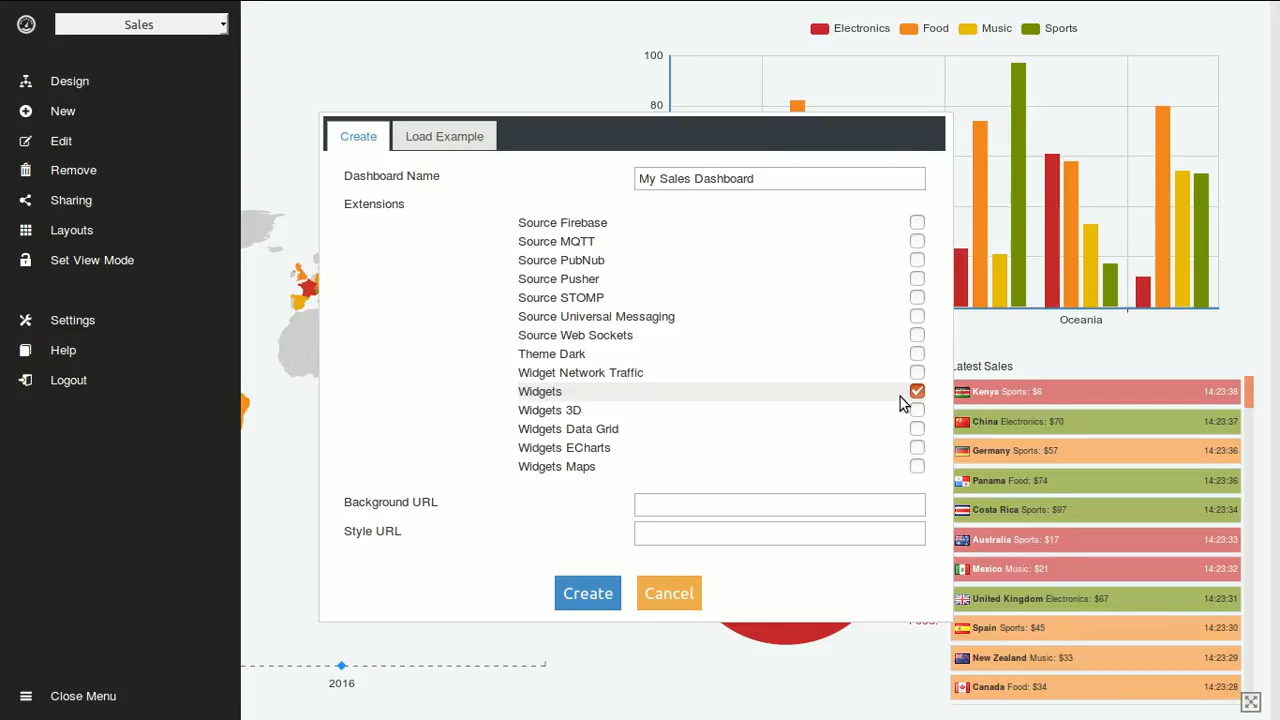 Sales
Design
New
Edit
Remove
Sharing
Layouts
Set View Mode
Settings
Help
Logout
Close Menu
Electronics Food Music Sports
100
80
Oceania
Create Load Example
Dashboard Name My Sales Dashboard
Extensions
Source Firebase
Source MQTT
Source PubNub
Source Pusher
Source STOMP
Source Universal Messaging
Source Web Sockets
Theme Dark
Widget Network Traffic
Widgets
Widgets 3D
Widgets Data Grid
Widgets ECharts
Widgets Maps
Background URL
Style URL
Create Cancel
Latest Sales
Kenya Sports: $6 14:23:38
China Electronics: $70 14:23:37
Germany Sports: $57 14:23:36
Panama Food: $74 14:23:36
Costa Rica Sports: $97 14:23:34
Australia Sports: $17 14:23:33
Mexico Music: $21 14:23:32
United Kingdom Electronics: $67 14:23:31
Spain Sports: $45 14:23:30
New Zealand Music: $33 14:23:29
Canada Food: $34 14:23:28
2016